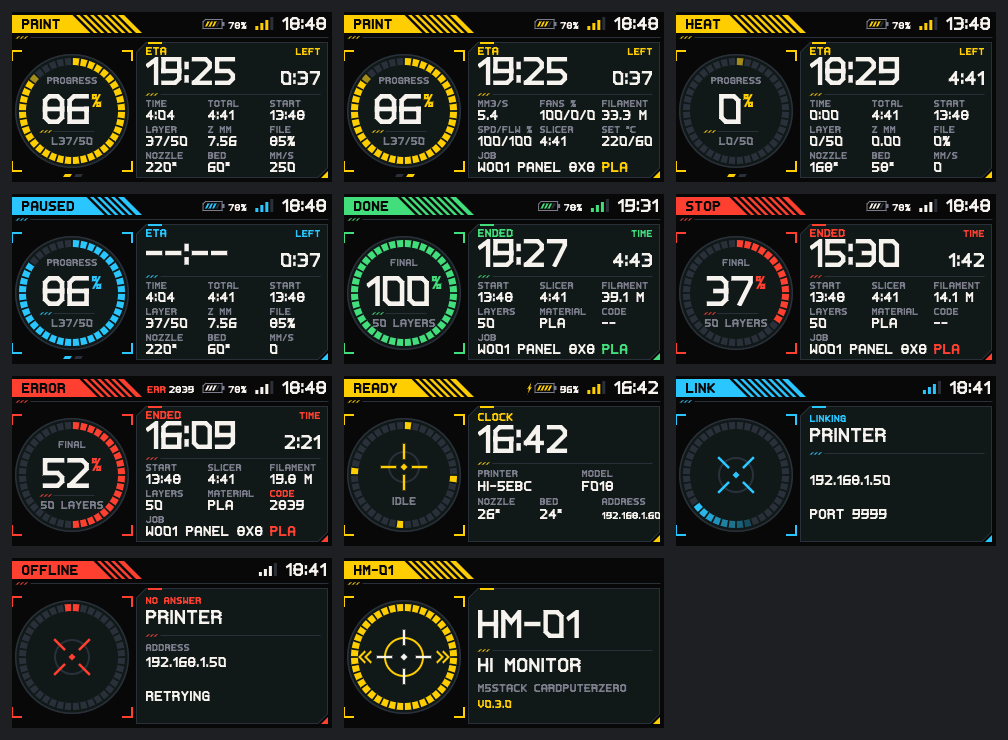 PRINT 78% 18:48
ETA LEFT
19:25 0:37
PROGRESS
86%
L37/50
TIME TOTAL START
4:04 4:41 13:48
LAYER Z MM FILE
37/50 7.56 85%
NOZZLE BED MM/S
220° 60° 250
PRINT 78% 18:48
ETA LEFT
19:25 0:37
PROGRESS
86%
L37/50
MM3/S FANS % FILAMENT
5.4 100/0/0 33.3 M
SPD/FLW % SLICER SET °C
100/100 4:41 220/60
JOB
WOO1 PANEL 8X8 PLA
HEAT 78% 13:48
ETA LEFT
18:29 4:41
PROGRESS
0%
L0/50
TIME TOTAL START
0:00 4:41 13:48
LAYER Z MM FILE
0/50 0.00 0%
NOZZLE BED MM/S
168° 58° 0
PAUSED 78% 18:48
ETA LEFT
--:-- 0:37
PROGRESS
86%
L37/50
TIME TOTAL START
4:04 4:41 13:48
LAYER Z MM FILE
37/50 7.56 85%
NOZZLE BED MM/S
220° 60° 0
DONE 78% 19:31
ENDED TIME
19:27 4:43
FINAL
100%
50 LAYERS
START SLICER FILAMENT
13:48 4:41 39.1 M
LAYERS MATERIAL CODE
50 PLA --
JOB
WOO1 PANEL 8X8 PLA
STOP 78% 18:48
ENDED TIME
15:30 1:42
FINAL
37%
50 LAYERS
START SLICER FILAMENT
13:48 4:41 14.1 M
LAYERS MATERIAL CODE
50 PLA --
JOB
WOO1 PANEL 8X8 PLA
ERROR ERR 2839 78% 18:48
ENDED TIME
16:09 2:21
FINAL
52%
50 LAYERS
START SLICER FILAMENT
13:48 4:41 19.8 M
LAYERS MATERIAL CODE
50 PLA 2839
JOB
WOO1 PANEL 8X8 PLA
READY 96% 16:42
CLOCK
16:42
IDLE
PRINTER MODEL
HI-5EBC F018
NOZZLE BED ADDRESS
26° 24° 192.168.1.60
LINK 18:41
LINKING
PRINTER
192.168.1.50
PORT 9999
OFFLINE 18:41
NO ANSWER
PRINTER
ADDRESS
192.168.1.50
RETRYING
HM-01
HM-01
HI MONITOR
M5STACK CARDPUTERZERO
V0.3.0